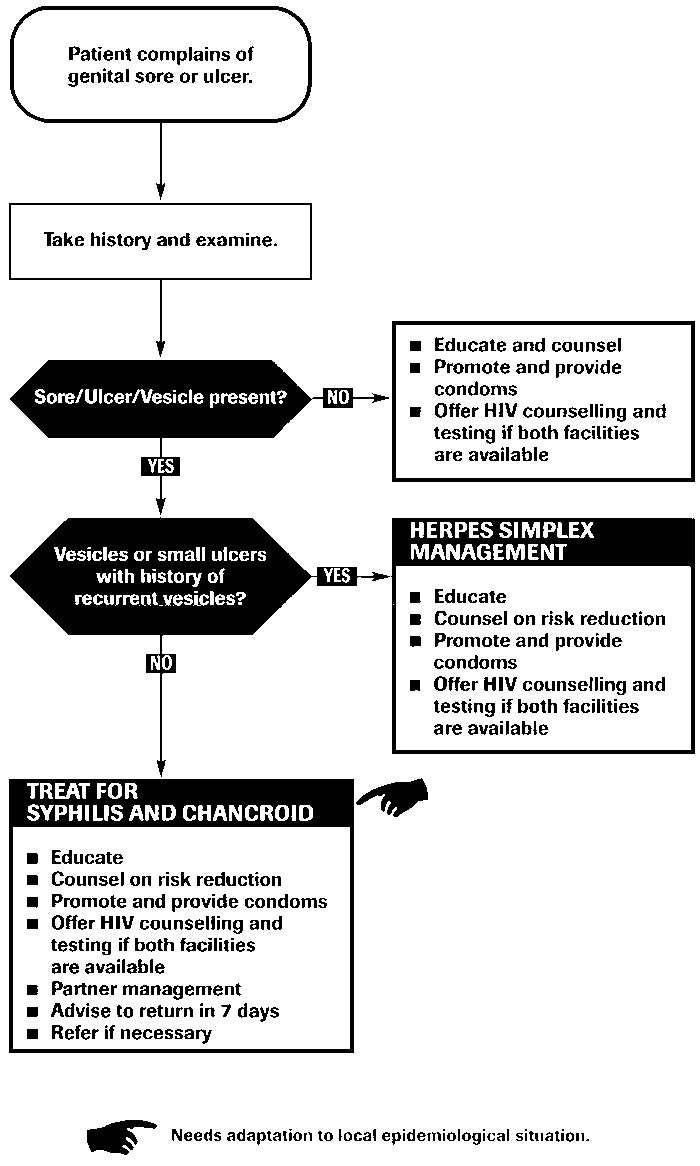 Patient complains of
genital sore or ulcer.
Take history and examine.
Sore/Ulcer/Vesicle present?
NO
■ Educate and counsel
■ Promote and provide
condoms
■ Offer HIV counselling and
testing if both facilities
are available
YES
Vesicles or small ulcers
with history of
recurrent vesicles?
YES
HERPES SIMPLEX
MANAGEMENT
■ Educate
■ Counsel on risk reduction
■ Promote and provide
condoms
■ Offer HIV counselling and
testing if both facilities
are available
NO
TREAT FOR
SYPHILIS AND CHANCROID
■ Educate
■ Counsel on risk reduction
■ Promote and provide condoms
■ Offer HIV counselling and
testing if both facilities
are available
■ Partner management
■ Advise to return in 7 days
■ Refer if necessary
Needs adaptation to local epidemiological situation.